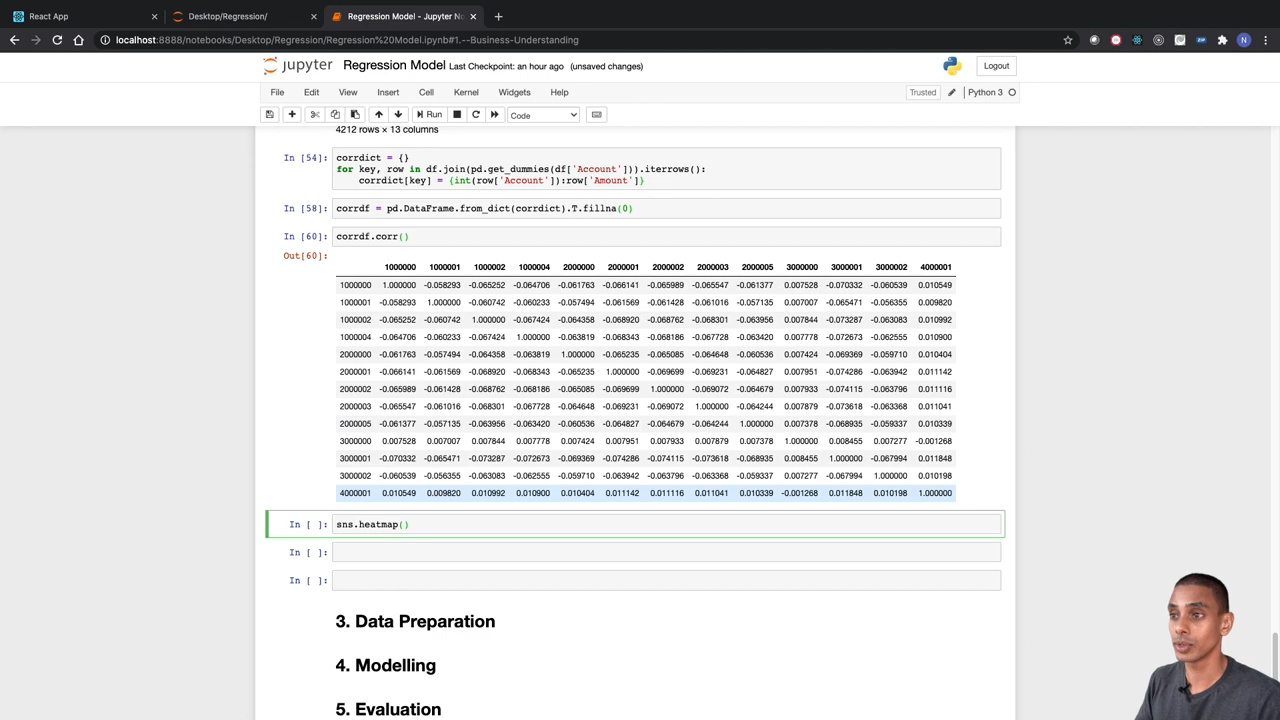 React App
Desktop/Regression/
Regression Model - Jupyter No
localhost:8888/notebooks/Desktop/Regression/Regression%20Model.ipynb#1.--Business-Understanding
N
jupyter Regression Model Last Checkpoint: an hour ago (unsaved changes)
Logout
File Edit View Insert Cell Kernel Widgets Help
Trusted Python 3
Run Code
4212 rows × 13 columns
In [54]: corrdict = {}
for key, row in df.join(pd.get_dummies(df['Account'])).iterrows():
corrdict[key] = {int(row['Account']):row['Amount']}
In [58]: corrdf = pd.DataFrame.from_dict(corrdict).T.fillna(0)
In [60]: corrdf.corr()
Out[60]:
1000000 1000001 1000002 1000004 2000000 2000001 2000002 2000003 2000005 3000000 3000001 3000002 4000001
1000000 1.000000 -0.058293 -0.065252 -0.064706 -0.061763 -0.066141 -0.065989 -0.065547 -0.061377 0.007528 -0.070332 -0.060539 0.010549
1000001 -0.058293 1.000000 -0.060742 -0.060233 -0.057494 -0.061569 -0.061428 -0.061016 -0.057135 0.007007 -0.065471 -0.056355 0.009820
1000002 -0.065252 -0.060742 1.000000 -0.067424 -0.064358 -0.068920 -0.068762 -0.068301 -0.063956 0.007844 -0.073287 -0.063083 0.010992
1000004 -0.064706 -0.060233 -0.067424 1.000000 -0.063819 -0.068343 -0.068186 -0.067728 -0.063420 0.007778 -0.072673 -0.062555 0.010900
2000000 -0.061763 -0.057494 -0.064358 -0.063819 1.000000 -0.065235 -0.065085 -0.064648 -0.060536 0.007424 -0.069369 -0.059710 0.010404
2000001 -0.066141 -0.061569 -0.068920 -0.068343 -0.065235 1.000000 -0.069699 -0.069231 -0.064827 0.007951 -0.074286 -0.063942 0.011142
2000002 -0.065989 -0.061428 -0.068762 -0.068186 -0.065085 -0.069699 1.000000 -0.069072 -0.064679 0.007933 -0.074115 -0.063796 0.011116
2000003 -0.065547 -0.061016 -0.068301 -0.067728 -0.064648 -0.069231 -0.069072 1.000000 -0.064244 0.007879 -0.073618 -0.063368 0.011041
2000005 -0.061377 -0.057135 -0.063956 -0.063420 -0.060536 -0.064827 -0.064679 -0.064244 1.000000 0.007378 -0.068935 -0.059337 0.010339
3000000 0.007528 0.007007 0.007844 0.007778 0.007424 0.007951 0.007933 0.007879 0.007378 1.000000 0.008455 0.007277 -0.001268
3000001 -0.070332 -0.065471 -0.073287 -0.072673 -0.069369 -0.074286 -0.074115 -0.073618 -0.068935 0.008455 1.000000 -0.067994 0.011848
3000002 -0.060539 -0.056355 -0.063083 -0.062555 -0.059710 -0.063942 -0.063796 -0.063368 -0.059337 0.007277 -0.067994 1.000000 0.010198
4000001 0.010549 0.009820 0.010992 0.010900 0.010404 0.011142 0.011116 0.011041 0.010339 -0.001268 0.011848 0.010198 1.000000
In [ ]: sns.heatmap()
In [ ]:
In [ ]:
3. Data Preparation
4. Modelling
5. Evaluation